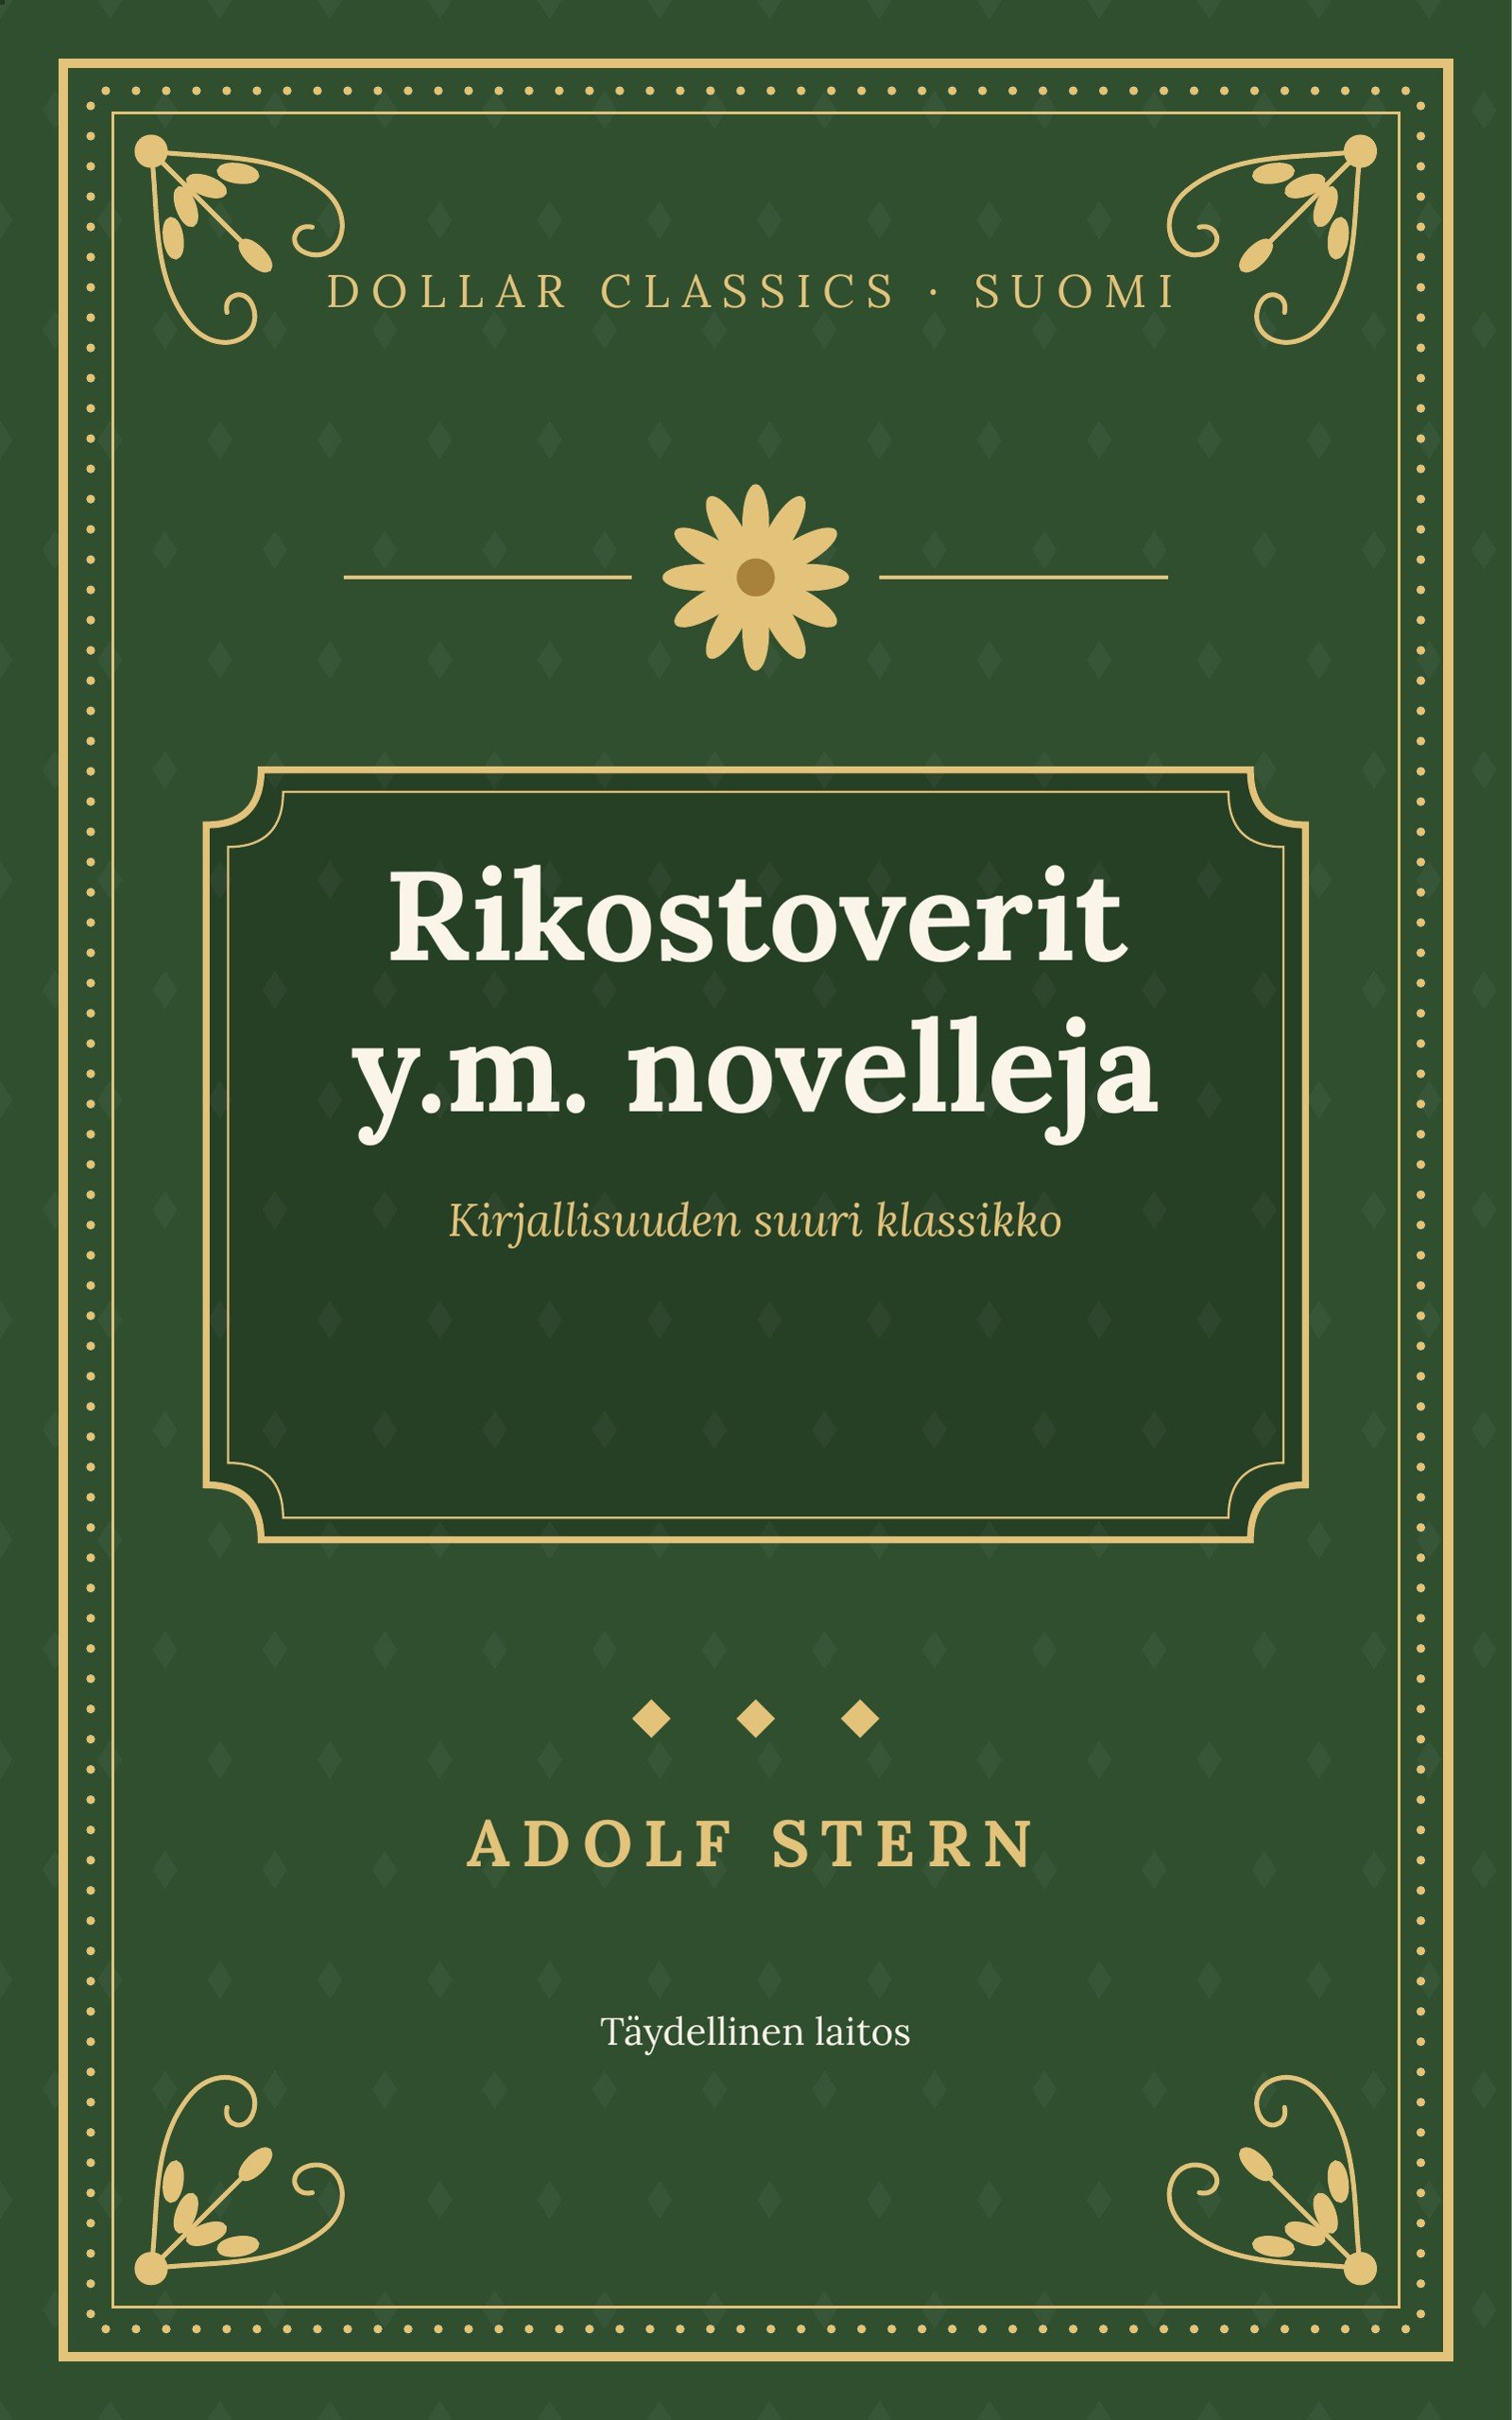 DOLLAR CLASSICS · SUOMI
Rikostoverit
y.m. novelleja
Kirjallisuuden suuri klassikko
ADOLF STERN
Täydellinen laitos